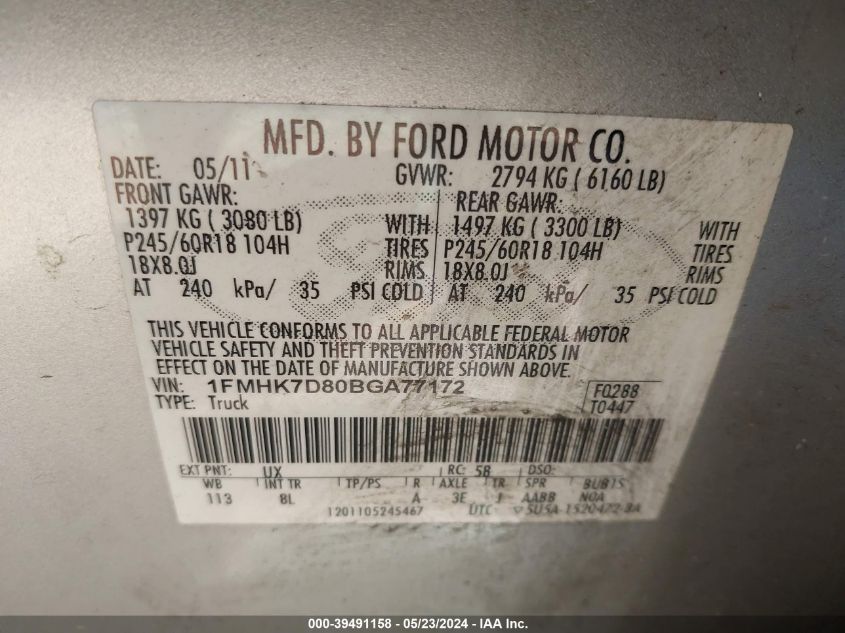 MFD. BY FORD MOTOR CO.
DATE: 05/11 GVWR: 2794 KG ( 6160 LB)
FRONT GAWR: REAR GAWR:
1397 KG ( 3080 LB) WITH 1497 KG ( 3300 LB) WITH
P245/60R18 104H TIRES P245/60R18 104H TIRES
18X8.0J RIMS 18X8.0J RIMS
AT 240 kPa/ 35 PSI COLD AT 240 kPa/ 35 PSI COLD
THIS VEHICLE CONFORMS TO ALL APPLICABLE FEDERAL MOTOR
VEHICLE SAFETY AND THEFT PREVENTION STANDARDS IN
EFFECT ON THE DATE OF MANUFACTURE SHOWN ABOVE.
VIN: 1FMHK7D80BGA77172 F0288
TYPE: Truck T0447
EXT PNT: UX RC: 58 DSO:
WB INT TR TP/PS R AXLE TR SPR
113 8L A 3E J AABB NOA
1201105245467 UTC
000-39491158 - 05/23/2024 - IAA Inc.